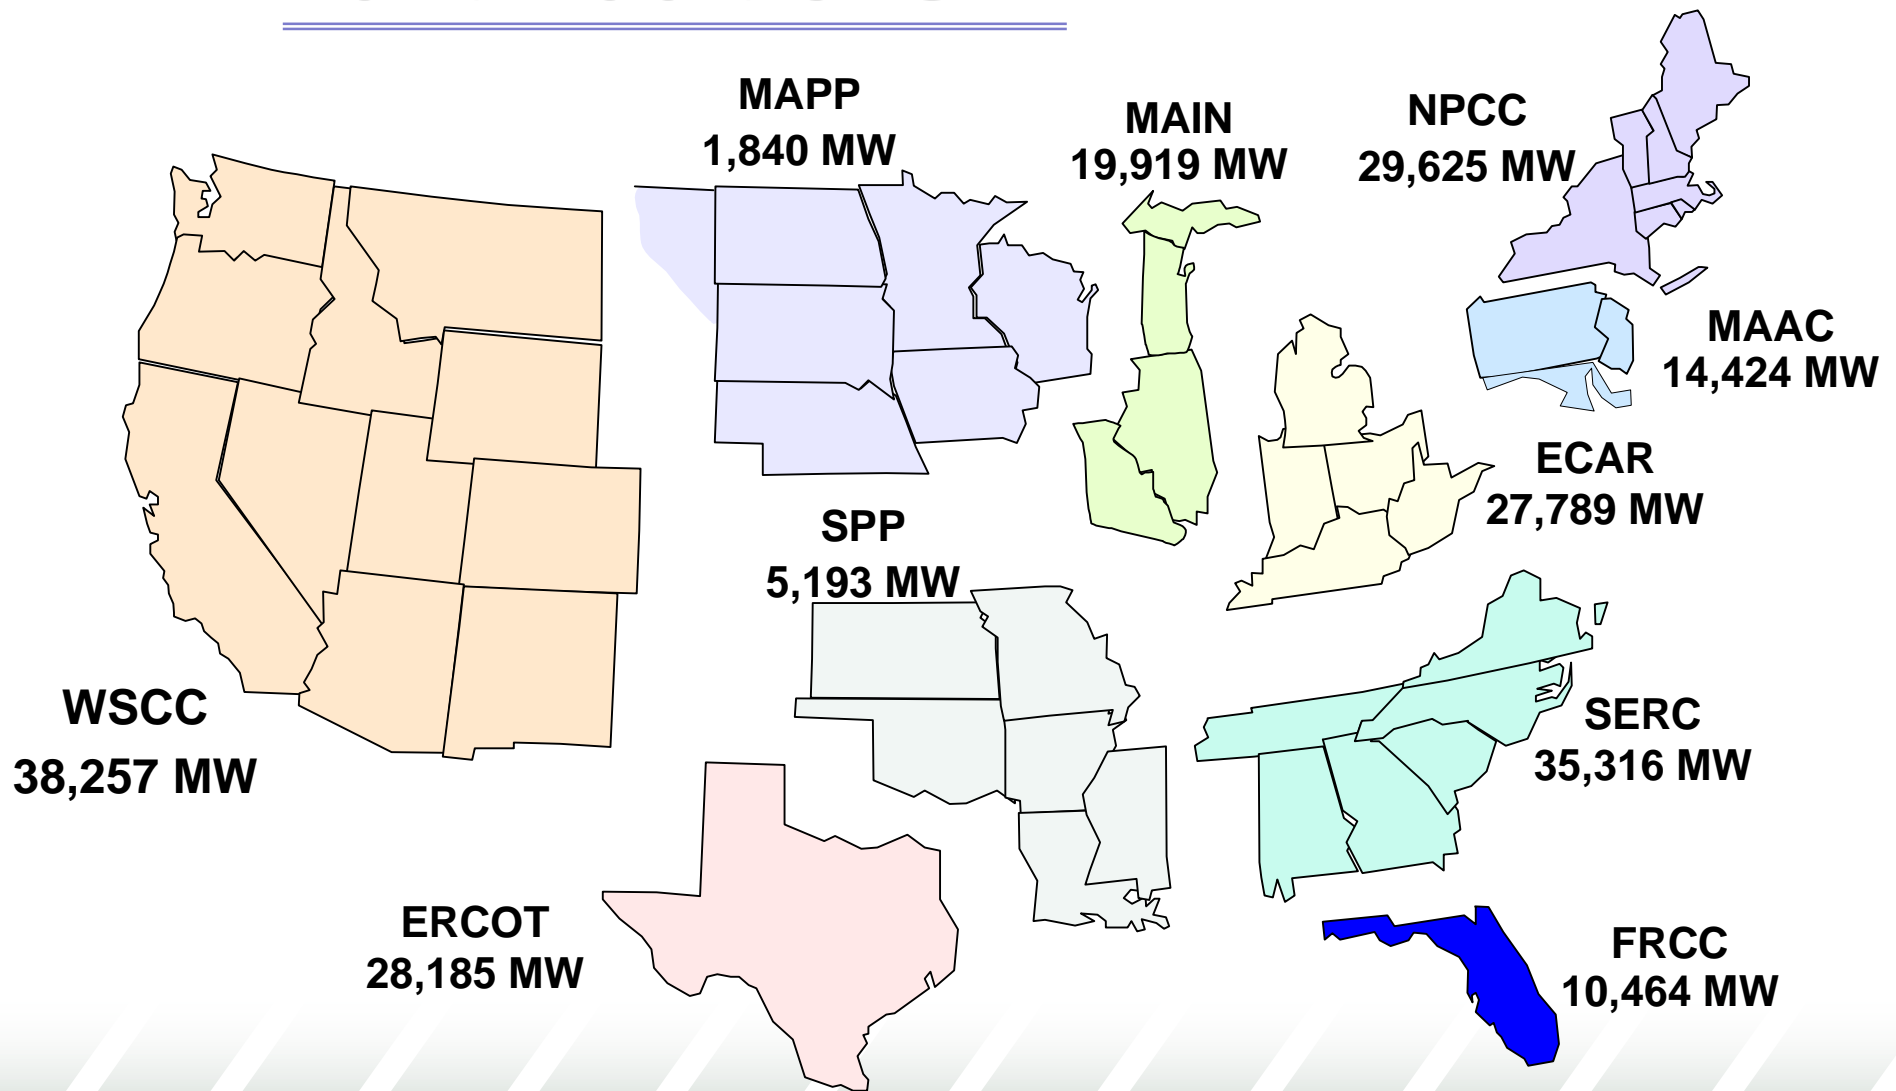 MAPP
1,840 MW
MAIN
19,919 MW
NPCC
29,625 MW
MAAC
14,424 MW
ECAR
27,789 MW
SPP
5,193 MW
WSCC
38,257 MW
SERC
35,316 MW
ERCOT
28,185 MW
FRCC
10,464 MW